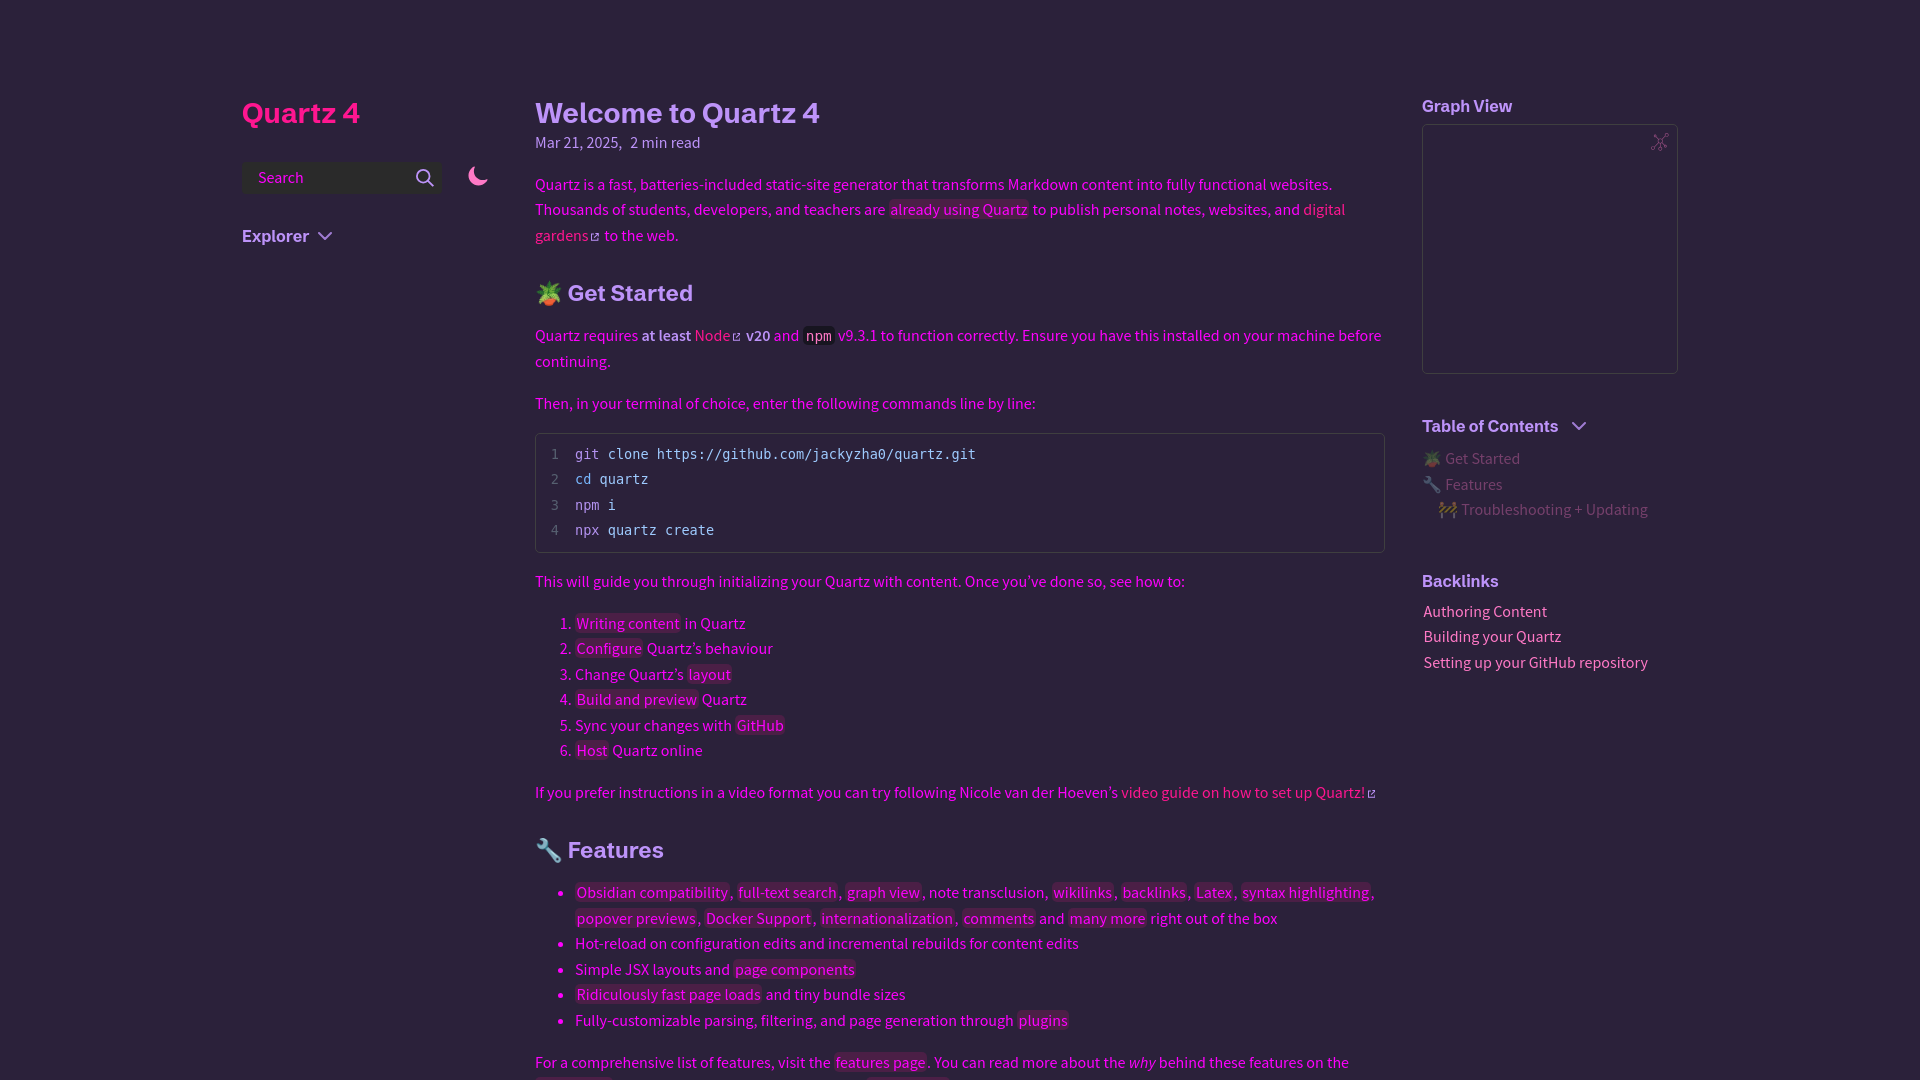 Quartz 4
Search
Explorer
Welcome to Quartz 4
Mar 21, 2025, 2 min read
Quartz is a fast, batteries-included static-site generator that transforms Markdown content into fully functional websites.
Thousands of students, developers, and teachers are already using Quartz to publish personal notes, websites, and digital
gardens to the web.
🪴 Get Started
Quartz requires at least Node v20 and npm v9.3.1 to function correctly. Ensure you have this installed on your machine before
continuing.
Then, in your terminal of choice, enter the following commands line by line:
1 git clone https://github.com/jackyzha0/quartz.git
2 cd quartz
3 npm i
4 npx quartz create
This will guide you through initializing your Quartz with content. Once you’ve done so, see how to:
1. Writing content in Quartz
2. Configure Quartz’s behaviour
3. Change Quartz’s layout
4. Build and preview Quartz
5. Sync your changes with GitHub
6. Host Quartz online
If you prefer instructions in a video format you can try following Nicole van der Hoeven’s video guide on how to set up Quartz!
🔧 Features
• Obsidian compatibility, full-text search, graph view, note transclusion, wikilinks, backlinks, Latex, syntax highlighting,
popover previews, Docker Support, internationalization, comments and many more right out of the box
• Hot-reload on configuration edits and incremental rebuilds for content edits
• Simple JSX layouts and page components
• Ridiculously fast page loads and tiny bundle sizes
• Fully-customizable parsing, filtering, and page generation through plugins
For a comprehensive list of features, visit the features page. You can read more about the why behind these features on the
Graph View
Table of Contents
🪴 Get Started
🔧 Features
🚧 Troubleshooting + Updating
Backlinks
Authoring Content
Building your Quartz
Setting up your GitHub repository